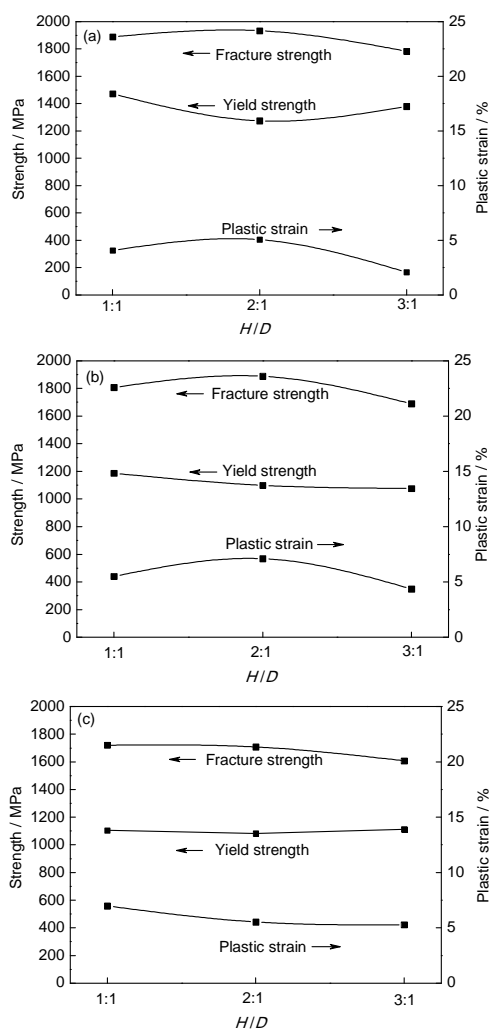 (a)
Fracture strength
Yield strength
Plastic strain
Strength / MPa
2000
1800
1600
1400
1200
1000
800
600
400
200
0
25
20
15
10
5
0
Plastic strain / %
1:1 2:1 3:1
H/D
(b)
Fracture strength
Yield strength
Plastic strain
Strength / MPa
2000
1800
1600
1400
1200
1000
800
600
400
200
0
25
20
15
10
5
0
Plastic strain / %
1:1 2:1 3:1
H/D
(c)
Fracture strength
Yield strength
Plastic strain
Strength / MPa
2000
1800
1600
1400
1200
1000
800
600
400
200
0
25
20
15
10
5
0
Plastic strain / %
1:1 2:1 3:1
H/D